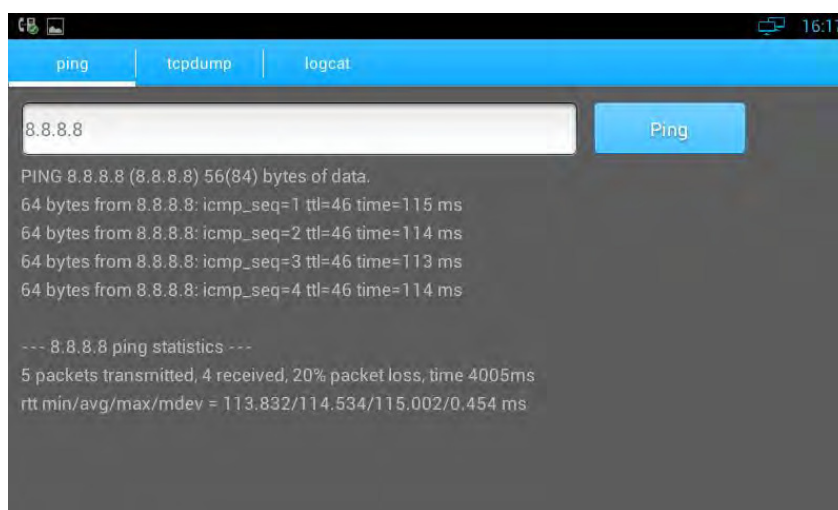 16:17
ping
tcpdump
logcat
8.8.8.8
Ping
PING 8.8.8.8 (8.8.8.8) 56(84) bytes of data.
64 bytes from 8.8.8.8: icmp_seq=1 ttl=46 time=115 ms
64 bytes from 8.8.8.8: icmp_seq=2 ttl=46 time=114 ms
64 bytes from 8.8.8.8: icmp_seq=3 ttl=46 time=113 ms
64 bytes from 8.8.8.8: icmp_seq=4 ttl=46 time=114 ms
--- 8.8.8.8 ping statistics ---
5 packets transmitted, 4 received, 20% packet loss, time 4005ms
rtt min/avg/max/mdev = 113.832/114.534/115.002/0.454 ms